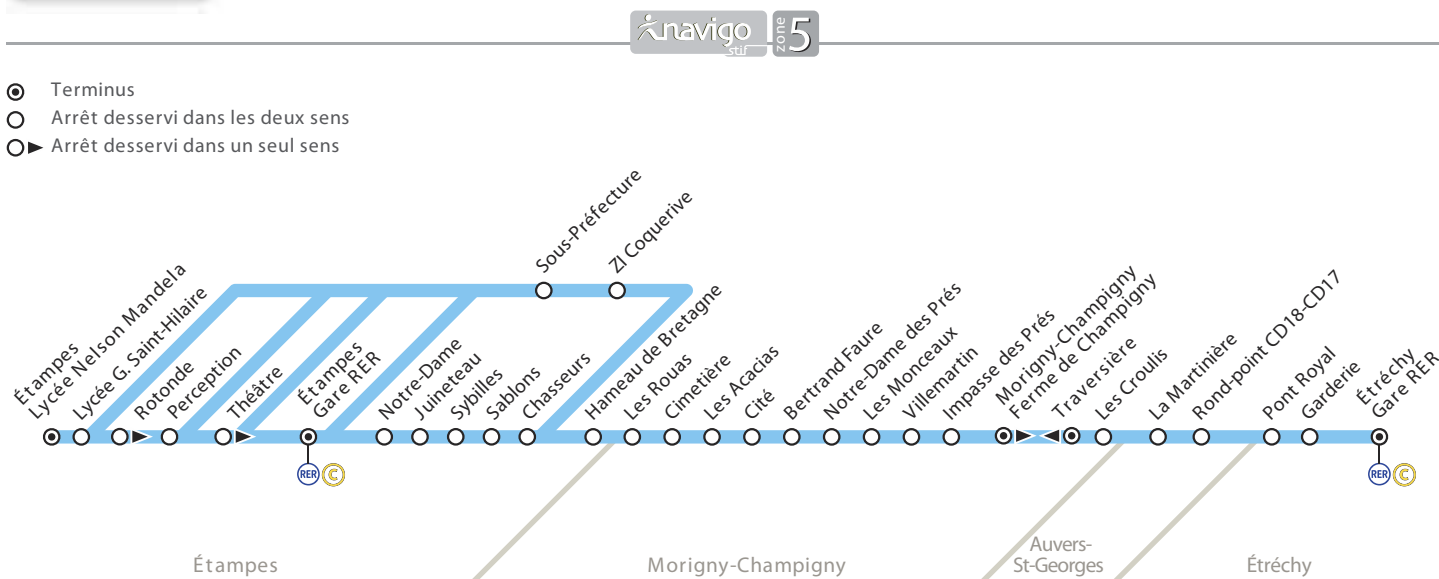 navigo
stif
zone 5
Terminus
Arrêt desservi dans les deux sens
Arrêt desservi dans un seul sens
Étampes
Lycée Nelson Mandela
Lycée G. Saint-Hilaire
Rotonde
Perception
Théâtre
Étampes
Gare RER
Notre-Dame
Juineteau
Sybilles
Sablons
Chasseurs
Sous-Préfecture
ZI Coquerive
Hameau de Bretagne
Les Rouas
Cimetière
Les Acacias
Cité
Bertrand Faure
Notre-Dame des Prés
Les Monceaux
Villemartin
Impasse des Prés
Morigny-Champigny
Ferme de Champigny
Traversière
Les Croulis
La Martinière
Rond-point CD18-CD17
Pont Royal
Garderie
Étréchy
Gare RER
RER C
RER C
Étampes
Morigny-Champigny
Auvers-
St-Georges
Étréchy